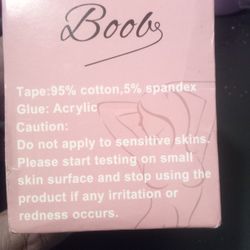 Boobs
Tape:95% cotton,5% spandex
Glue: Acrylic
Caution:
Do not apply to sensitive skins.
Please start testing on small
skin surface and stop using the
product if any irritation or
redness occurs.